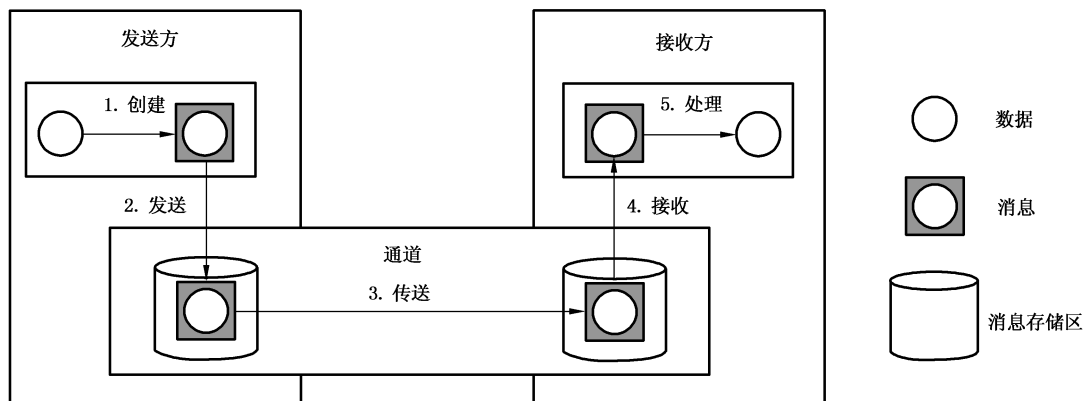 发送方
接收方
1. 创建
5. 处理
数据
2. 发送
4. 接收
消息
通道
3. 传送
消息存储区